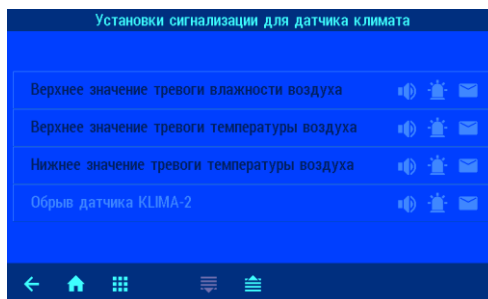 Установки сигнализации для датчика климата
Верхнее значение тревоги влажности воздуха
Верхнее значение тревоги температуры воздуха
Нижнее значение тревоги температуры воздуха
Обрыв датчика KLIMA-2